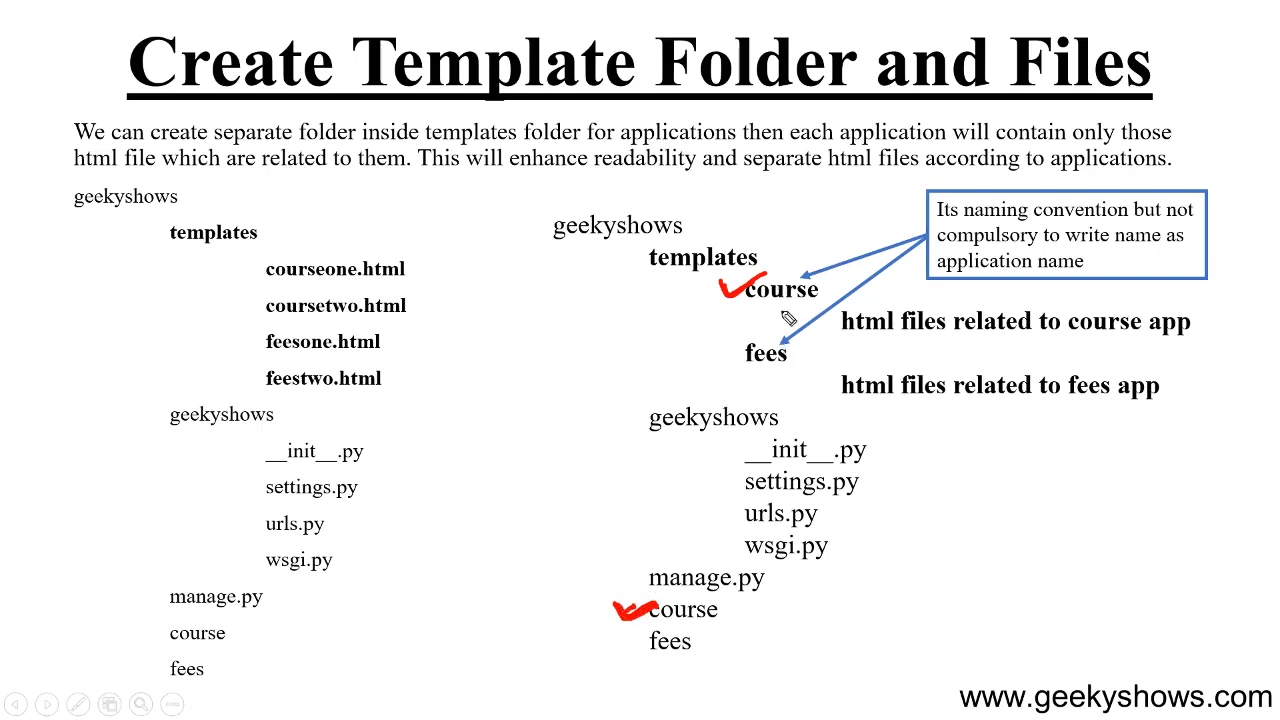 Create Template Folder and Files
We can create separate folder inside templates folder for applications then each application will contain only those
html file which are related to them. This will enhance readability and separate html files according to applications.
geekyshows
templates
courseone.html
coursetwo.html
feesone.html
feestwo.html
geekyshows
__init__.py
settings.py
urls.py
wsgi.py
manage.py
course
fees
geekyshows
templates
course
html files related to course app
fees
html files related to fees app
geekyshows
__init__.py
settings.py
urls.py
wsgi.py
manage.py
course
fees
Its naming convention but not
compulsory to write name as
application name
www.geekyshows.com